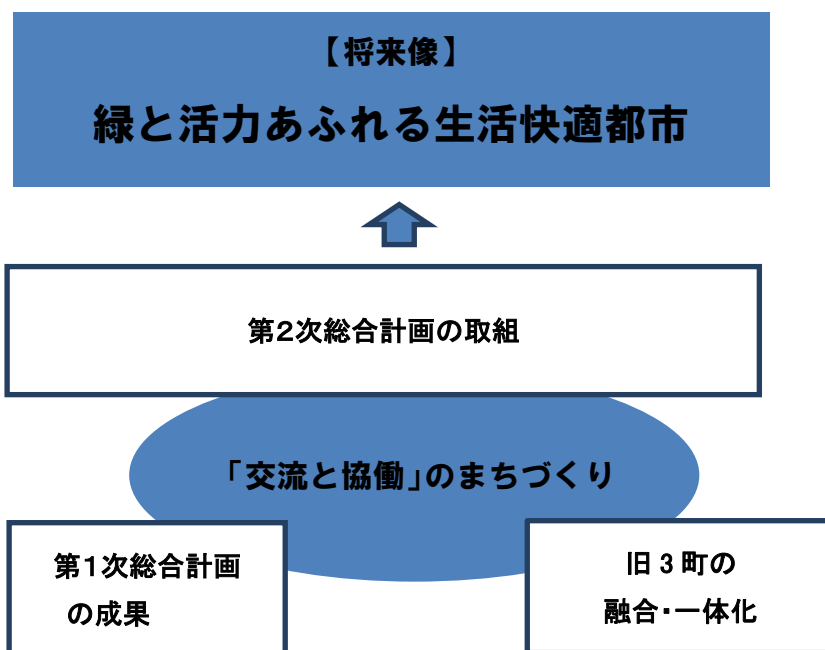 【将来像】
緑と活力あふれる生活快適都市
第2次総合計画の取組
「交流と協働」のまちづくり
第1次総合計画
の成果
旧3町の
融合・一体化